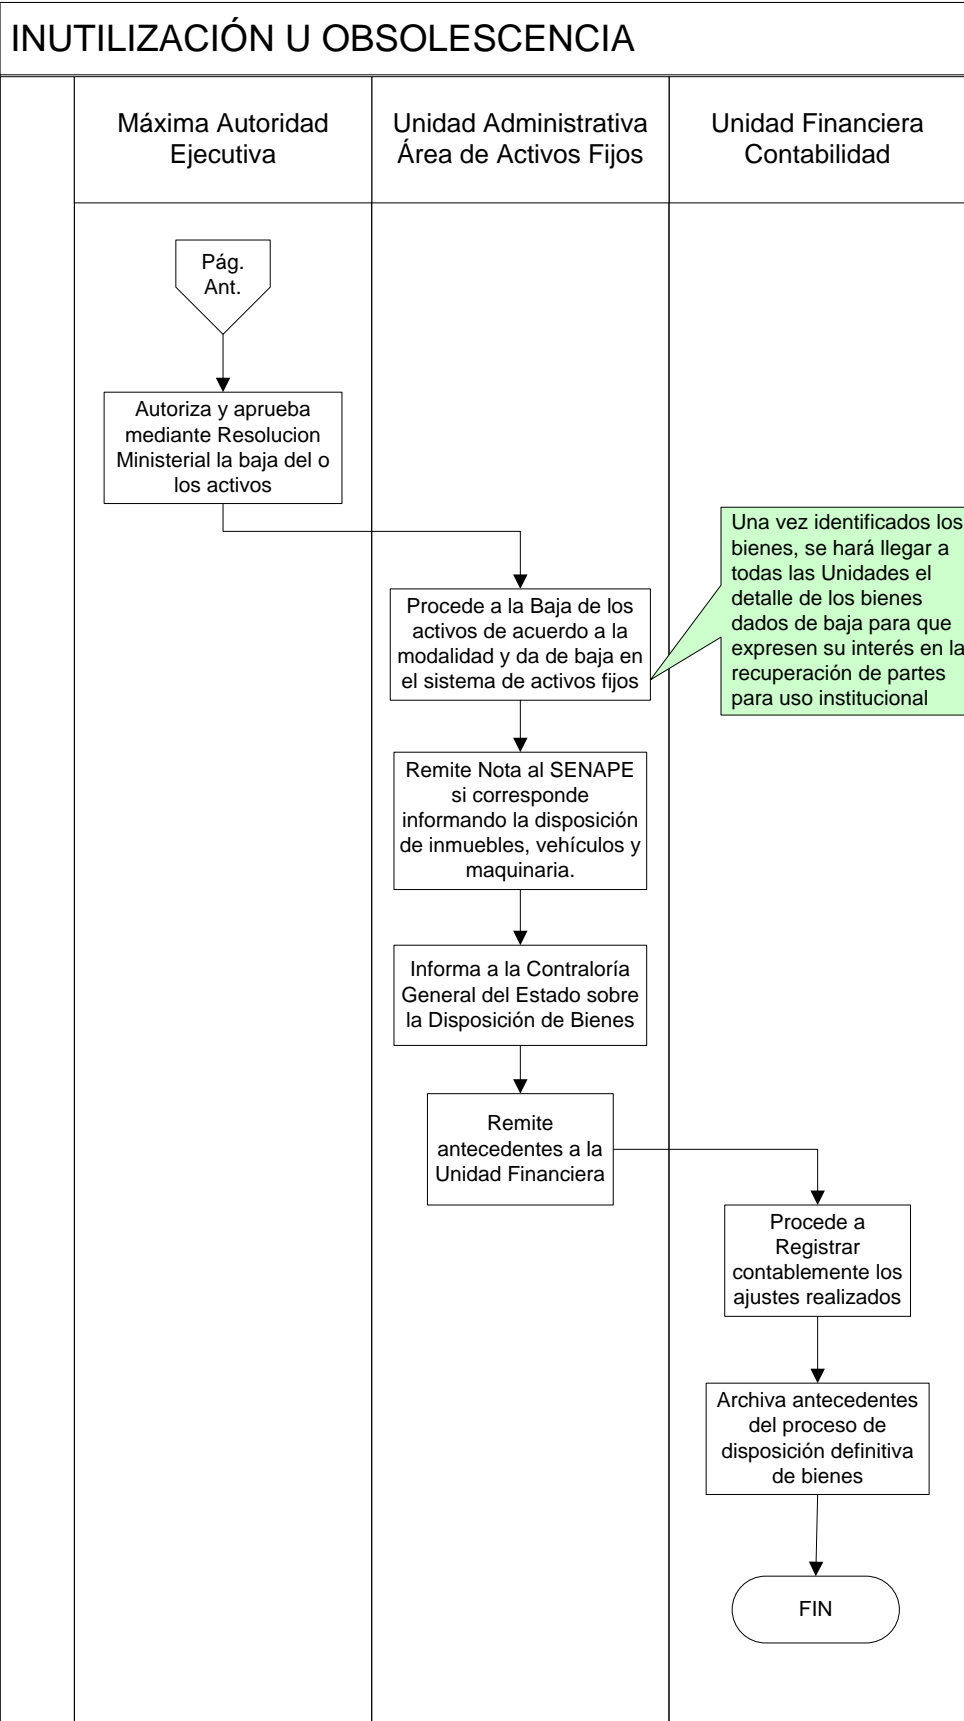 INUTILIZACIÓN U OBSOLESCENCIA
Máxima Autoridad
Ejecutiva
Unidad Administrativa
Área de Activos Fijos
Unidad Financiera
Contabilidad
Pág.
Ant.
Autoriza y aprueba
mediante Resolucion
Ministerial la baja del o
los activos
Una vez identificados los
bienes, se hará llegar a
todas las Unidades el
detalle de los bienes
dados de baja para que
expresen su interés en la
recuperación de partes
para uso institucional
Procede a la Baja de los
activos de acuerdo a la
modalidad y da de baja en
el sistema de activos fijos
Remite Nota al SENAPE
si corresponde
informando la disposición
de inmuebles, vehículos y
maquinaria.
Informa a la Contraloría
General del Estado sobre
la Disposición de Bienes
Remite
antecedentes a la
Unidad Financiera
Procede a
Registrar
contablemente los
ajustes realizados
Archiva antecedentes
del proceso de
disposición definitiva
de bienes
FIN